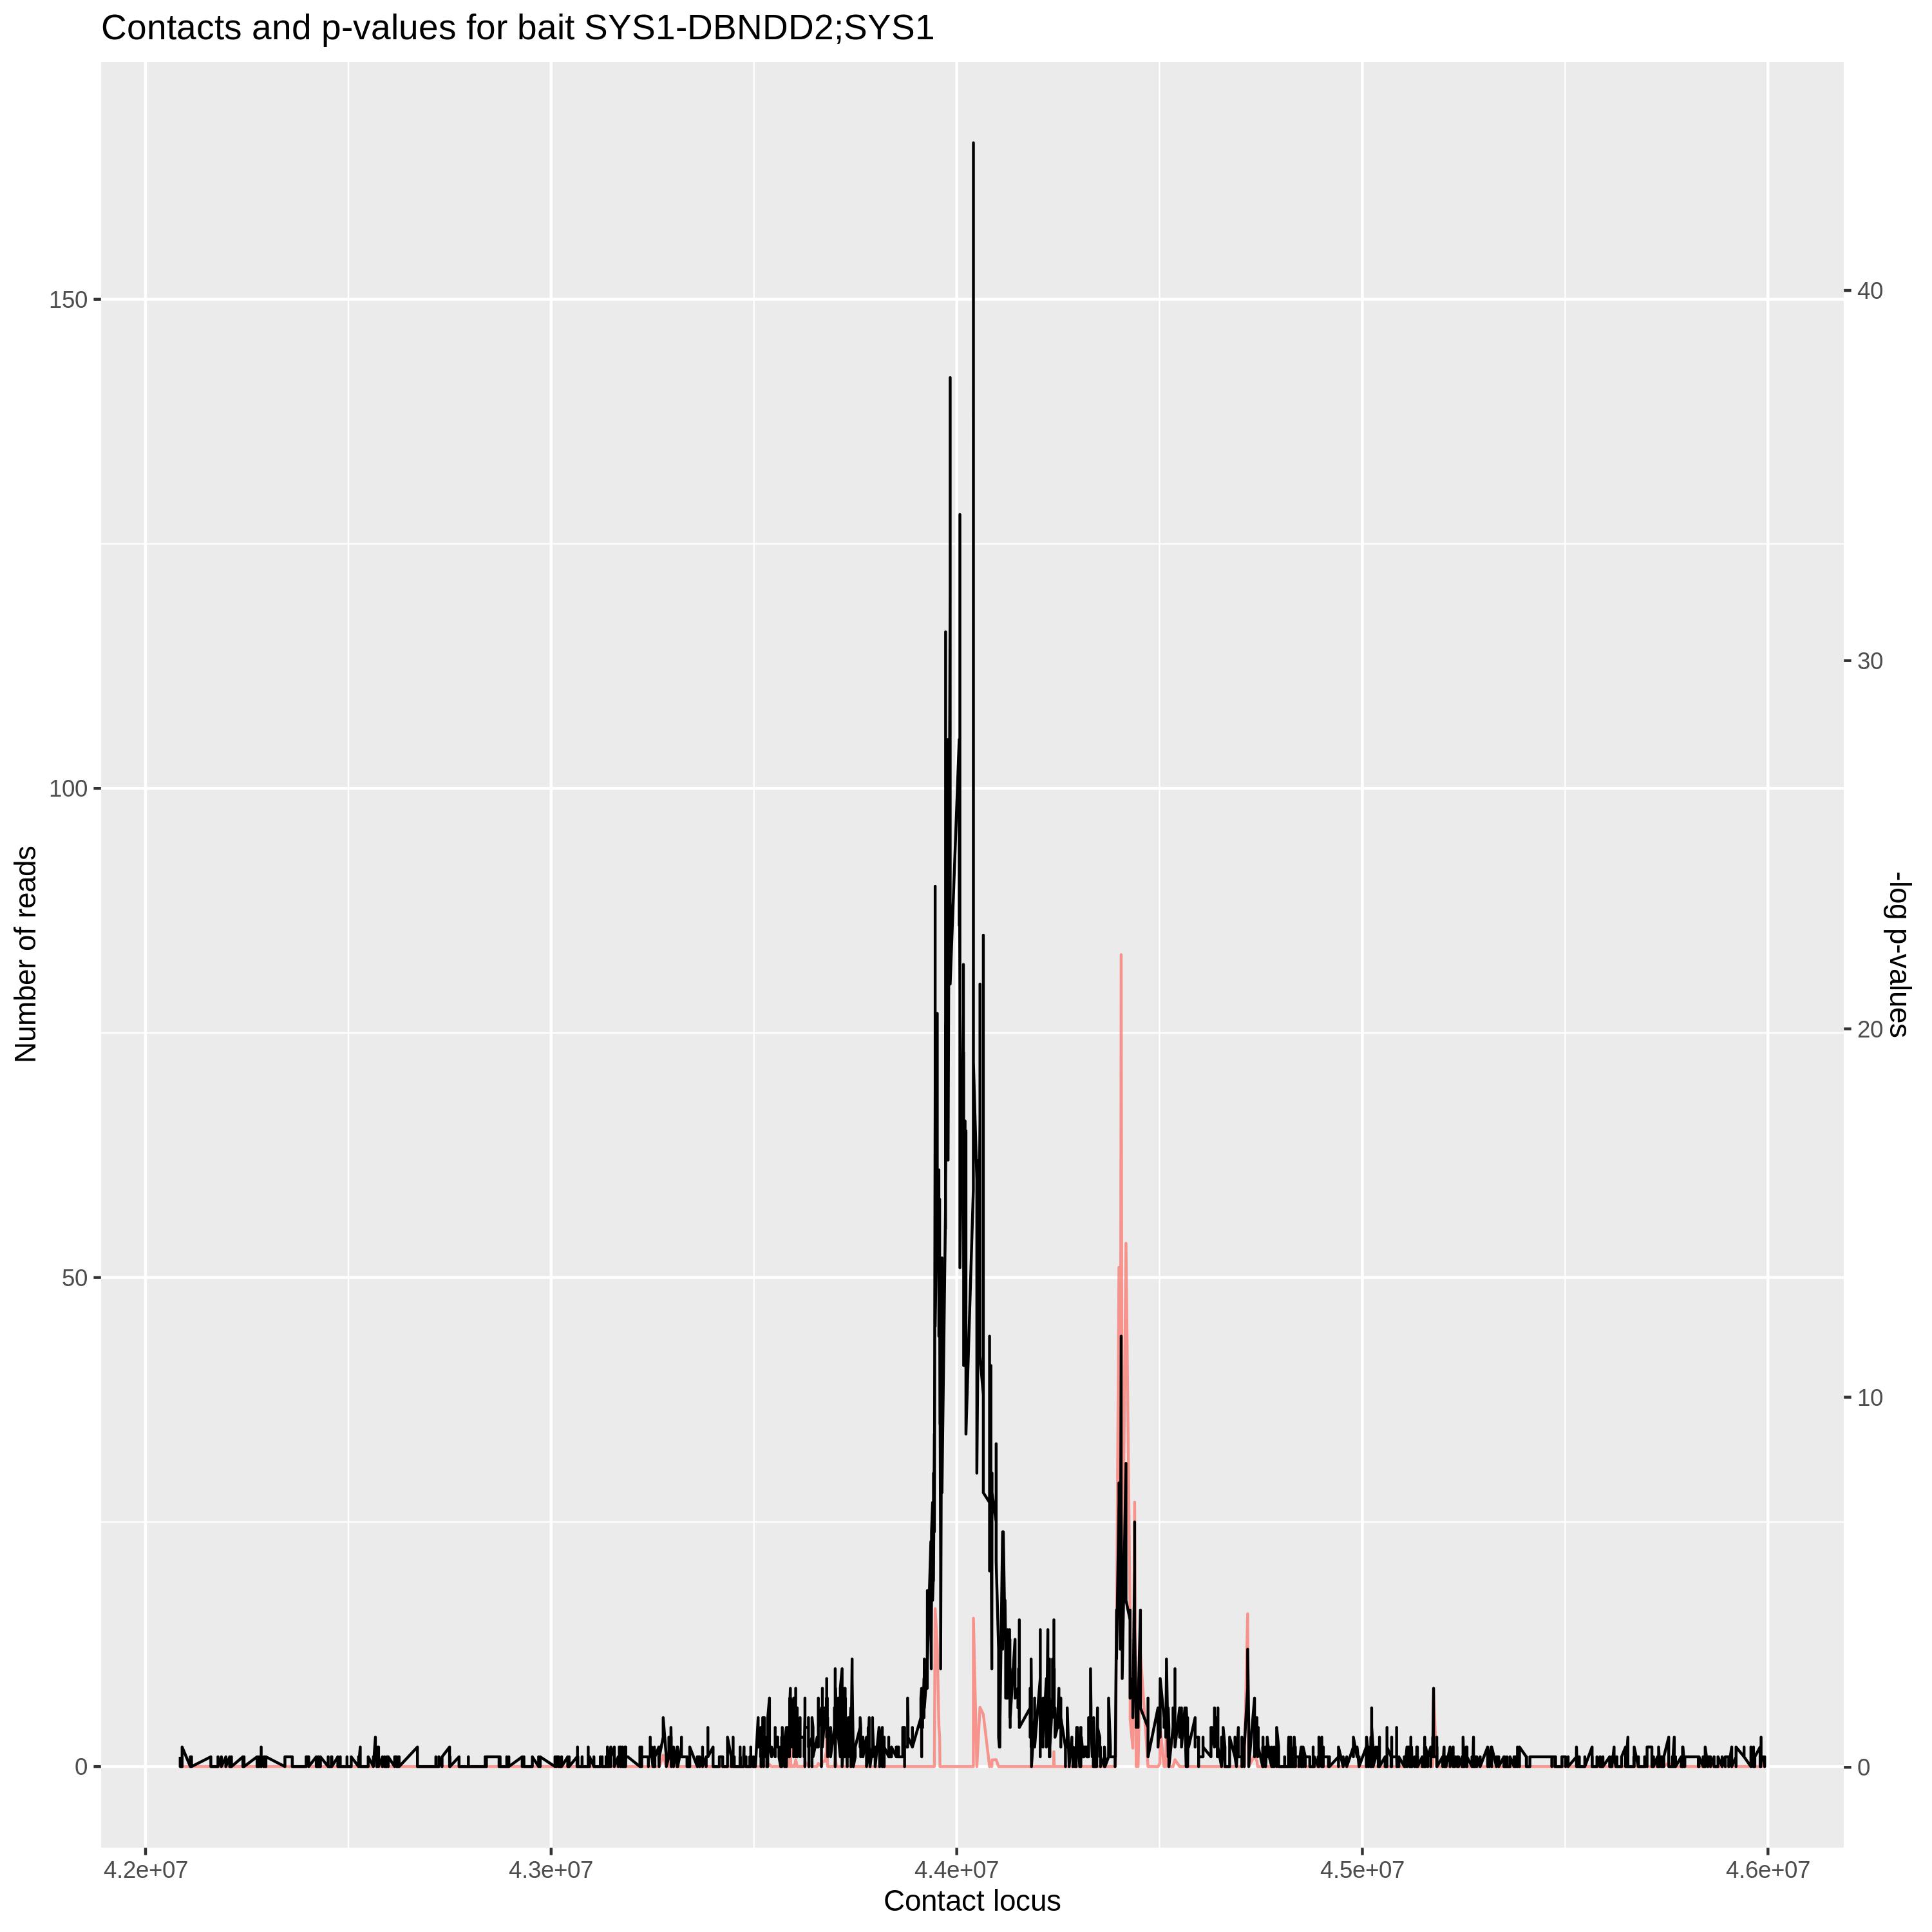 Contacts and p-values for bait SYS1-DBNDD2;SYS1
150
100
50
0
Number of reads
40
30
20
10
0
-log p-values
4.2e+07
4.3e+07
4.4e+07
4.5e+07
4.6e+07
Contact locus